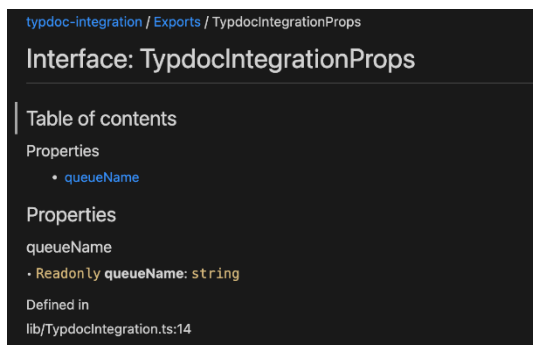 typdoc-integration / Exports / TypdocIntegrationProps
Interface: TypdocIntegrationProps
Table of contents
Properties
• queueName
Properties
queueName
• Readonly queueName: string
Defined in
lib/TypdocIntegration.ts:14